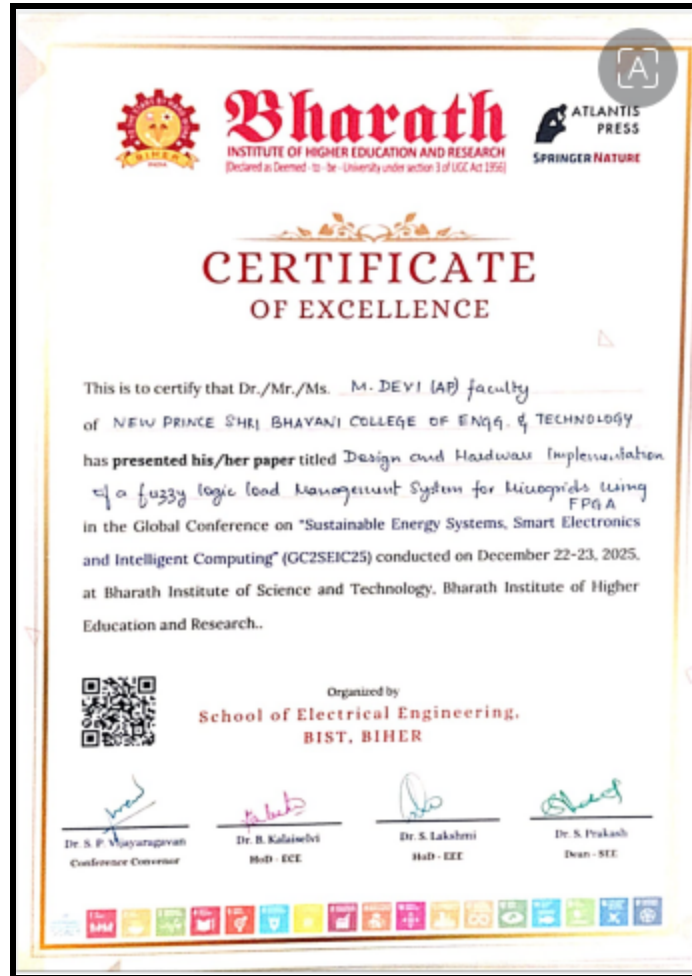 A
BIHER
INDIA
Bharath
INSTITUTE OF HIGHER EDUCATION AND RESEARCH
(Declared as Deemed - to - be - University under section 3 of UGC Act 1956)
ATLANTIS
PRESS
SPRINGER NATURE
CERTIFICATE
OF EXCELLENCE
This is to certify that Dr./Mr./Ms. M. DEVI (AP) faculty
of NEW PRINCE SHRI BHAVANI COLLEGE OF ENGG. & TECHNOLOGY
has presented his/her paper titled Design and Hardware Implementation
of a fuzzy logic load Management System for Microgrids Using
FPGA
in the Global Conference on "Sustainable Energy Systems, Smart Electronics
and Intelligent Computing" (GC2SEIC25) conducted on December 22-23, 2025,
at Bharath Institute of Science and Technology, Bharath Institute of Higher
Education and Research..
Organized by
School of Electrical Engineering,
BIST, BIHER
Dr. S. P. Vijayaragavan
Conference Convenor
Dr. B. Kalaiselvi
HoD - ECE
Dr. S. Lakshmi
HoD - EEE
Dr. S. Prakash
Dean - SEE